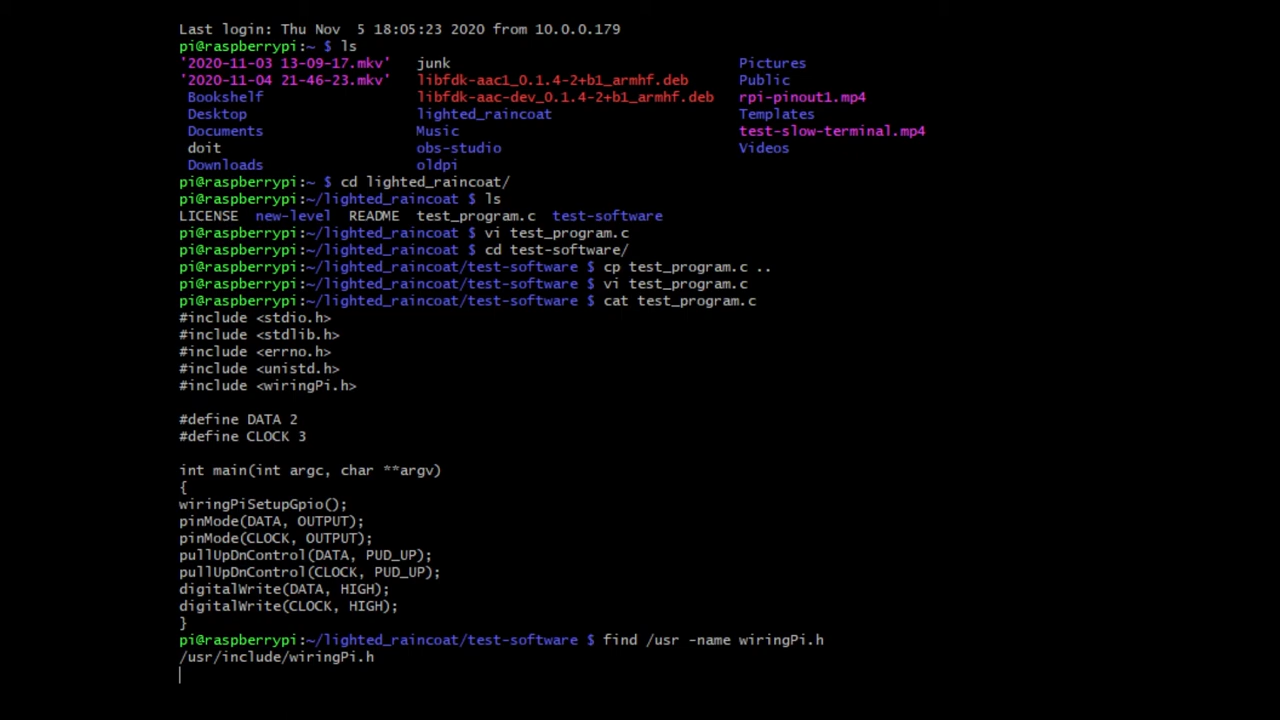 Last login: Thu Nov  5 18:05:23 2020 from 10.0.0.179
pi@raspberrypi:~ $ ls
'2020-11-03 13-09-17.mkv'   junk                                  Pictures
'2020-11-04 21-46-23.mkv'   libfdk-aac1_0.1.4-2+b1_armhf.deb      Public
 Bookshelf                  libfdk-aac-dev_0.1.4-2+b1_armhf.deb   rpi-pinout1.mp4
 Desktop                    lighted_raincoat                      Templates
 Documents                  Music                                 test-slow-terminal.mp4
 doit                       obs-studio                            Videos
 Downloads                  oldpi
pi@raspberrypi:~ $ cd lighted_raincoat/
pi@raspberrypi:~/lighted_raincoat $ ls
LICENSE  new-level  README  test_program.c  test-software
pi@raspberrypi:~/lighted_raincoat $ vi test_program.c
pi@raspberrypi:~/lighted_raincoat $ cd test-software/
pi@raspberrypi:~/lighted_raincoat/test-software $ cp test_program.c ..
pi@raspberrypi:~/lighted_raincoat/test-software $ vi test_program.c
pi@raspberrypi:~/lighted_raincoat/test-software $ cat test_program.c
#include <stdio.h>
#include <stdlib.h>
#include <errno.h>
#include <unistd.h>
#include <wiringPi.h>

#define DATA 2
#define CLOCK 3

int main(int argc, char **argv)
{
wiringPiSetupGpio();
pinMode(DATA, OUTPUT);
pinMode(CLOCK, OUTPUT);
pullUpDnControl(DATA, PUD_UP);
pullUpDnControl(CLOCK, PUD_UP);
digitalWrite(DATA, HIGH);
digitalWrite(CLOCK, HIGH);
}
pi@raspberrypi:~/lighted_raincoat/test-software $ find /usr -name wiringPi.h
/usr/include/wiringPi.h